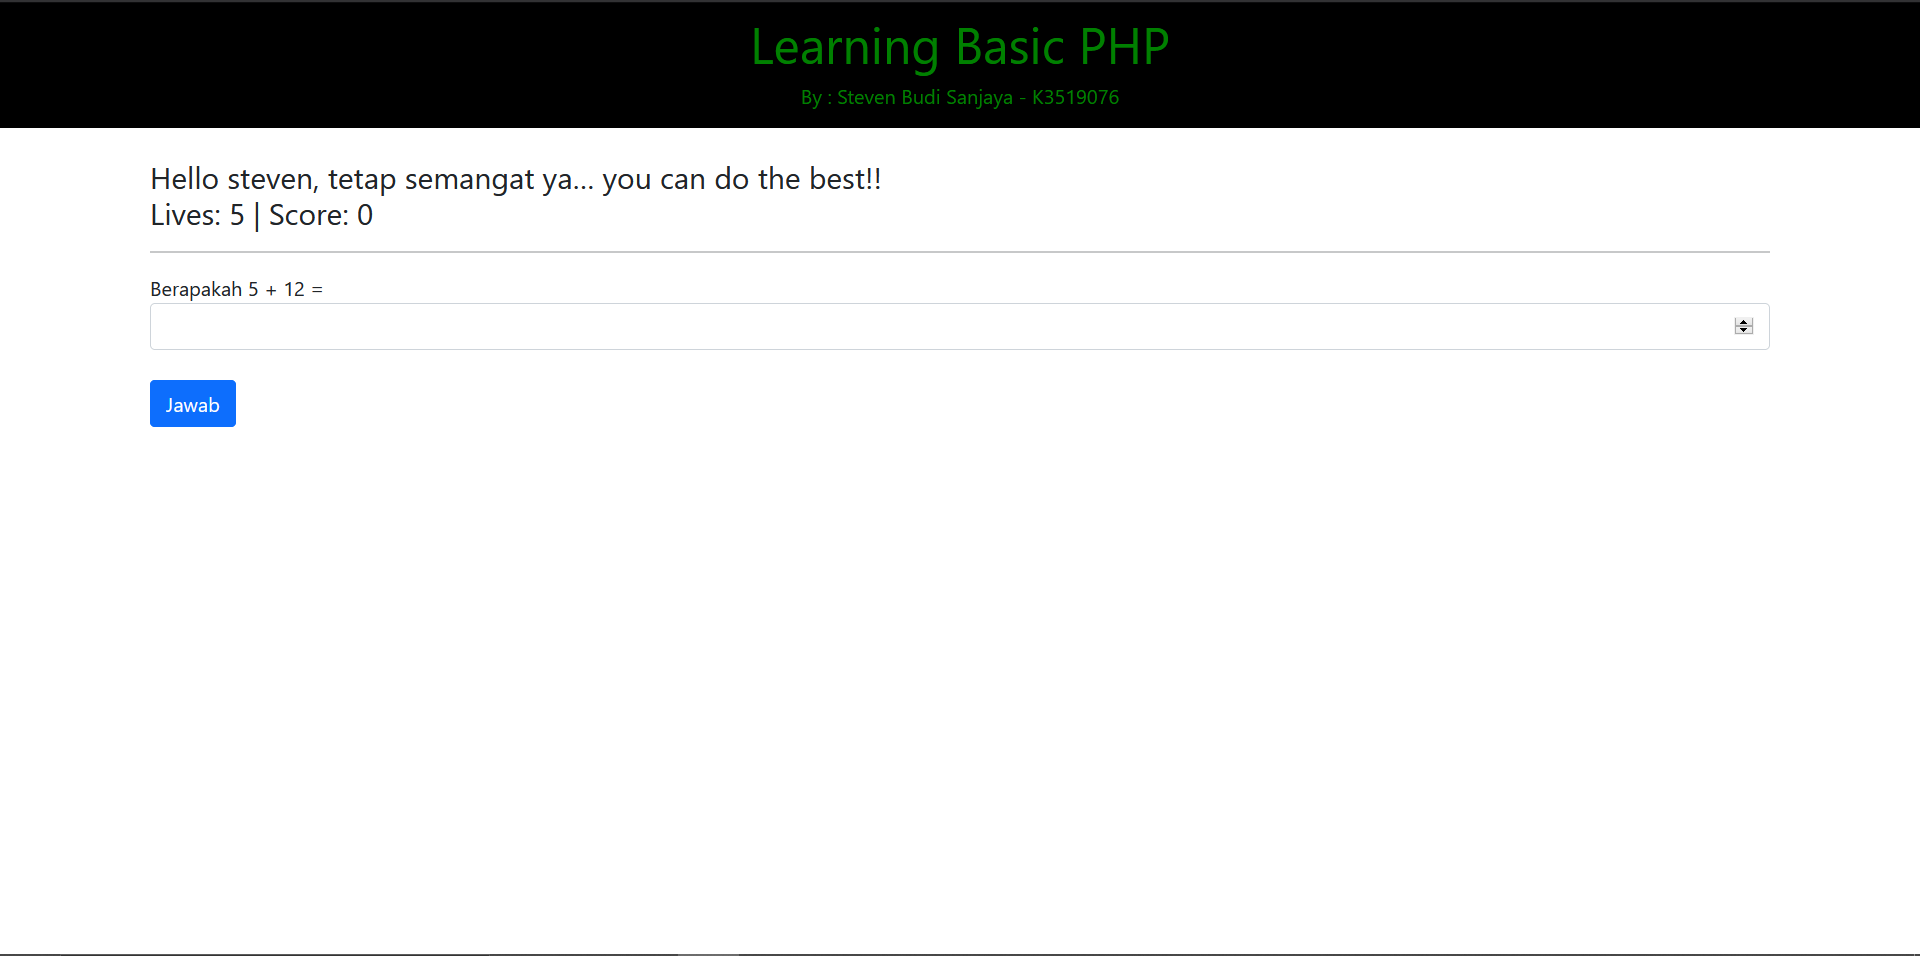 Learning Basic PHP
By : Steven Budi Sanjaya - K3519076
Hello steven, tetap semangat ya... you can do the best!!
Lives: 5 | Score: 0
Berapakah 5 + 12 =
Jawab